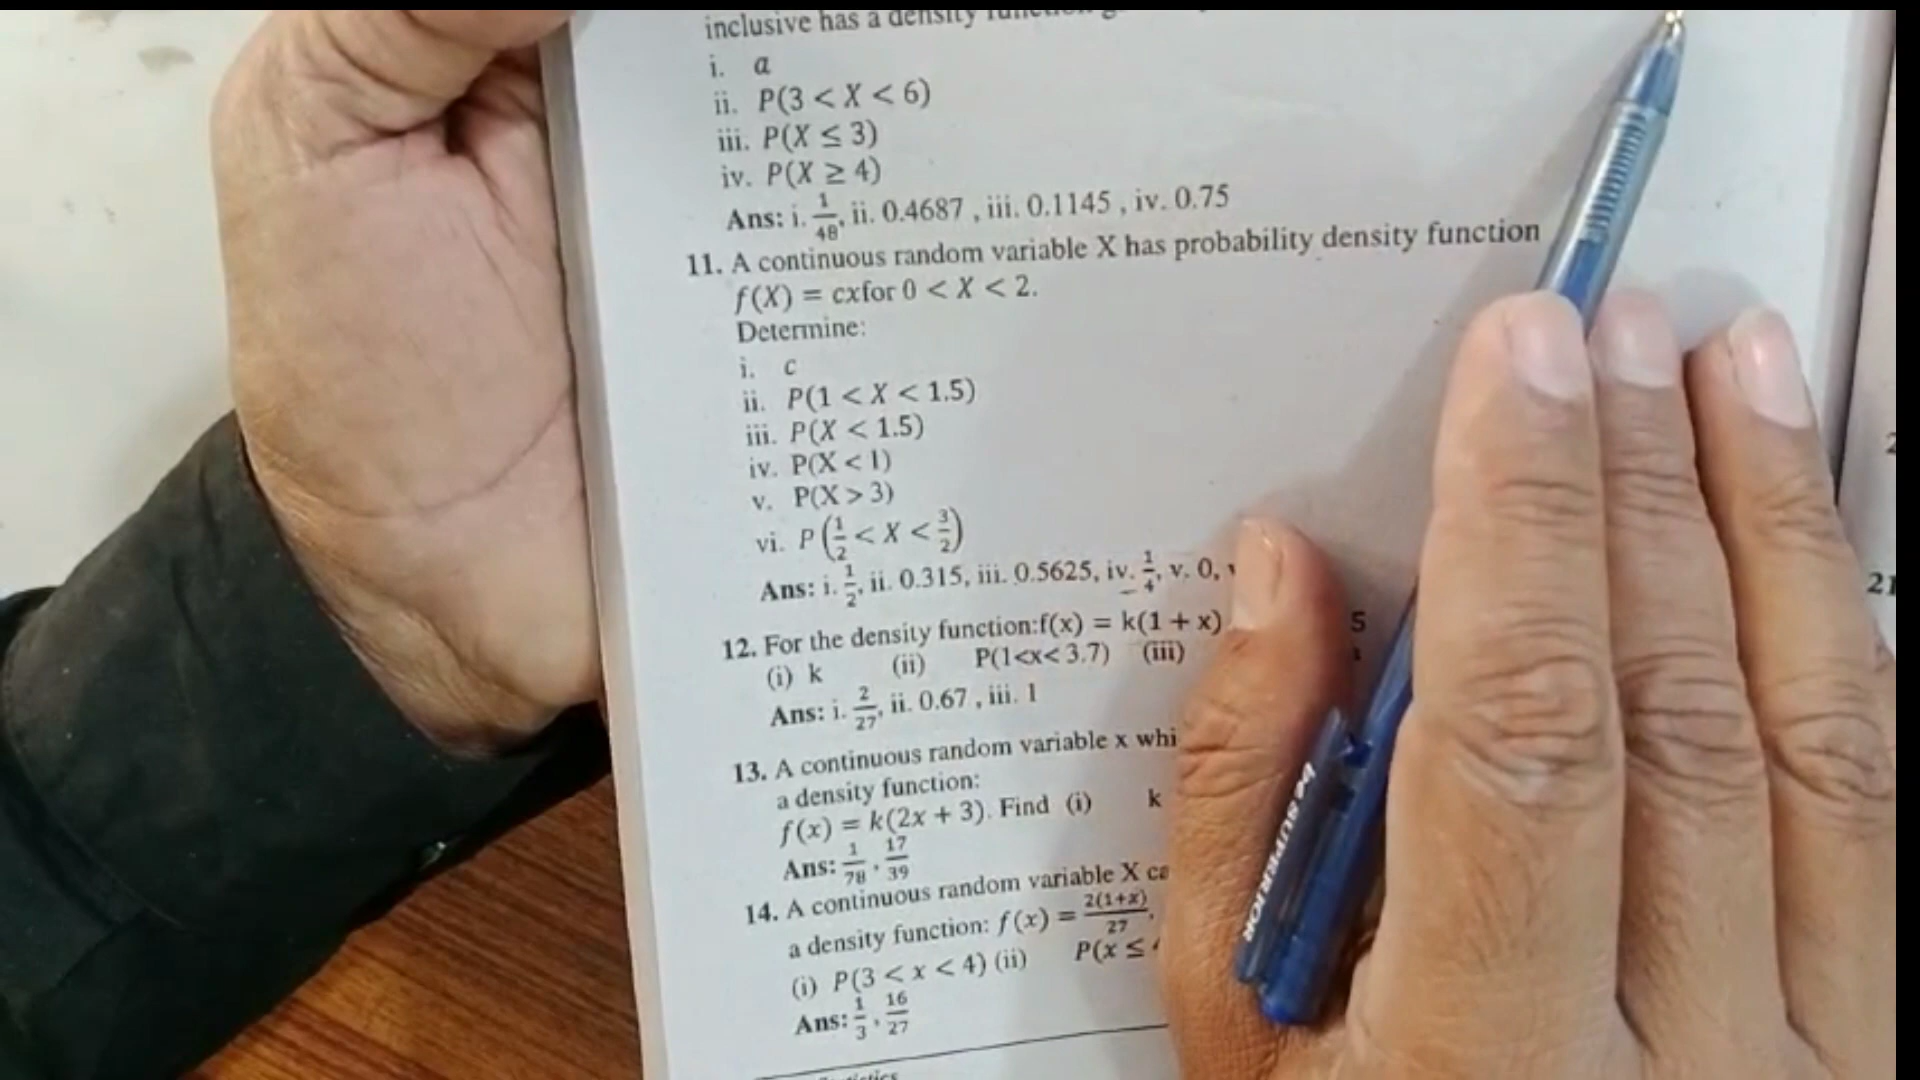 inclusive has a density
i. a
ii. P(3 < X < 6)
iii. P(X ≤ 3)
iv. P(X ≥ 4)
Ans: i. 1/48, ii. 0.4687 , iii. 0.1145 , iv. 0.75
11. A continuous random variable X has probability density function
f(X) = cxfor 0 < X < 2.
Determine:
i. c
ii. P(1 < X < 1.5)
iii. P(X < 1.5)
iv. P(X < 1)
v. P(X > 3)
vi. P(1/2 < X < 3/2)
Ans: i. 1/2, ii. 0.315, iii. 0.5625, iv. 1/4, v. 0,
12. For the density function:f(x) = k(1 + x) 5
(i) k (ii) P(1<x< 3.7) (iii)
Ans: i. 2/27, ii. 0.67 , iii. 1
13. A continuous random variable x whi
a density function:
f(x) = k(2x + 3). Find (i) k
Ans: 1/78, 17/39
14. A continuous random variable X ca
a density function: f(x) = 2(1+x)/27,
(i) P(3 < x < 4) (ii) P(x ≤
Ans: 1/3, 16/27
SUPERIOR
21